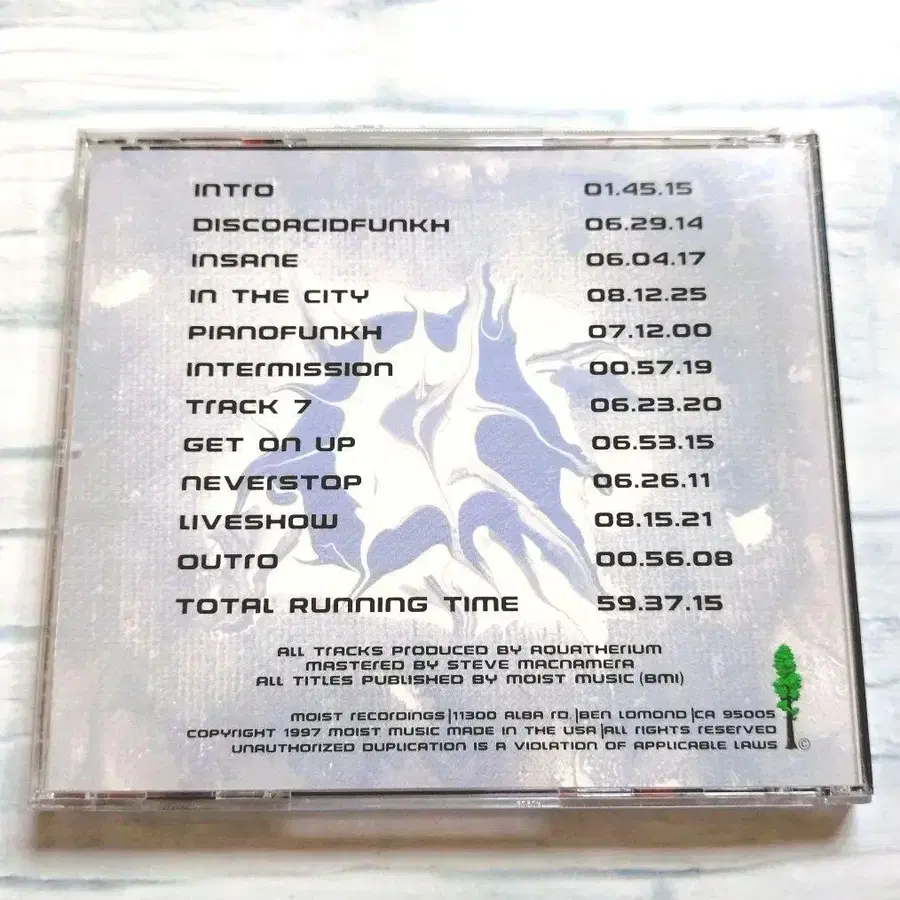 INTRO 01.45.15
DISCOACIDFUNKH 06.29.14
INSANE 06.04.17
IN THE CITY 08.12.25
PIANOFUNKH 07.12.00
INTERMISSION 00.57.19
TRACK 7 06.23.20
GET ON UP 06.53.15
NEVERSTOP 06.26.11
LIVESHOW 08.15.21
OUTRO 00.56.08
TOTAL RUNNING TIME 59.37.15
ALL TRACKS PRODUCED BY AQUATHERIUM
MASTERED BY STEVE MACNAMERA
ALL TITLES PUBLISHED BY MOIST MUSIC (BMI)
MOIST RECORDINGS|11300 ALBA RD.|BEN LOMOND|CA 95005
COPYRIGHT 1997 MOIST MUSIC MADE IN THE USA|ALL RIGHTS RESERVED
UNAUTHORIZED DUPLICATION IS A VIOLATION OF APPLICABLE LAWS ©